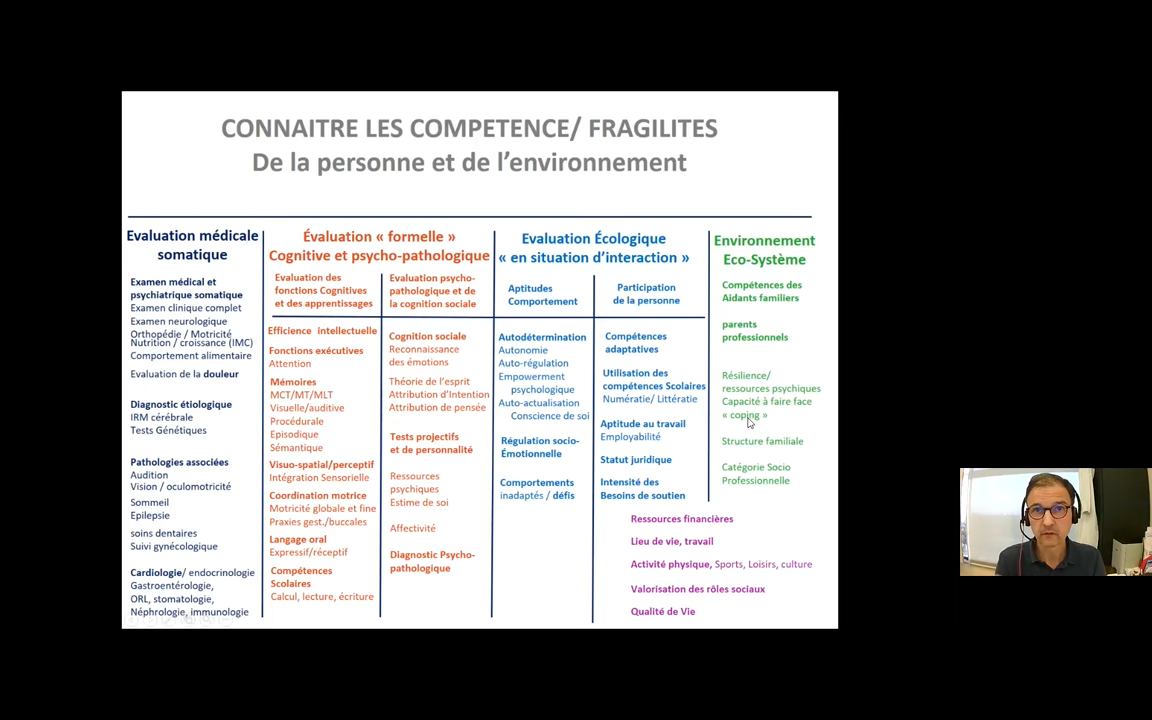 CONNAITRE LES COMPETENCE/ FRAGILITES
De la personne et de l’environnement
Evaluation médicale
somatique
Examen médical et
psychiatrique somatique
Examen clinique complet
Examen neurologique
Orthopédie / Motricité
Nutrition / croissance (IMC)
Comportement alimentaire
Evaluation de la douleur
Diagnostic étiologique
IRM cérébrale
Tests Génétiques
Pathologies associées
Audition
Vision / oculomotricité
Sommeil
Epilepsie
soins dentaires
Suivi gynécologique
Cardiologie/ endocrinologie
Gastroentérologie,
ORL, stomatologie,
Néphrologie, immunologie
Évaluation « formelle »
Cognitive et psycho-pathologique
Evaluation des
fonctions Cognitives
et des apprentissages
Efficience intellectuelle
Fonctions exécutives
Attention
Mémoires
MCT/MT/MLT
Visuelle/auditive
Procédurale
Episodique
Sémantique
Visuo-spatial/perceptif
Intégration Sensorielle
Coordination motrice
Motricité globale et fine
Praxies gest./buccales
Langage oral
Expressif/réceptif
Compétences
Scolaires
Calcul, lecture, écriture
Evaluation psycho-
pathologique et de
la cognition sociale
Cognition sociale
Reconnaissance
des émotions
Théorie de l’esprit
Attribution d’Intention
Attribution de pensée
Tests projectifs
et de personnalité
Ressources
psychiques
Estime de soi
Affectivité
Diagnostic Psycho-
pathologique
Evaluation Écologique
« en situation d’interaction »
Aptitudes
Comportement
Autodétermination
Autonomie
Auto-régulation
Empowerment
psychologique
Auto-actualisation
Conscience de soi
Régulation socio-
Émotionnelle
Comportements
inadaptés / défis
Participation
de la personne
Compétences
adaptatives
Utilisation des
compétences Scolaires
Numératie/ Littératie
Aptitude au travail
Employabilité
Statut juridique
Intensité des
Besoins de soutien
Environnement
Eco-Système
Compétences des
Aidants familiers
parents
professionnels
Résilience/
ressources psychiques
Capacité à faire face
« coping »
Structure familiale
Catégorie Socio
Professionnelle
Ressources financières
Lieu de vie, travail
Activité physique, Sports, Loisirs, culture
Valorisation des rôles sociaux
Qualité de Vie